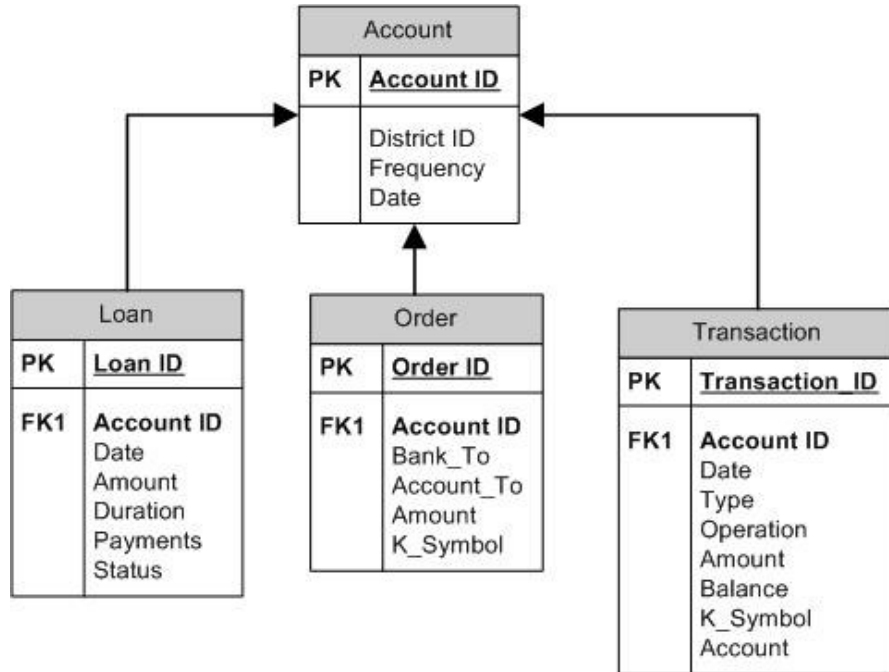 Account
PK Account ID
District ID
Frequency
Date
Loan
PK Loan ID
FK1 Account ID
Date
Amount
Duration
Payments
Status
Order
PK Order ID
FK1 Account ID
Bank_To
Account_To
Amount
K_Symbol
Transaction
PK Transaction_ID
FK1 Account ID
Date
Type
Operation
Amount
Balance
K_Symbol
Account